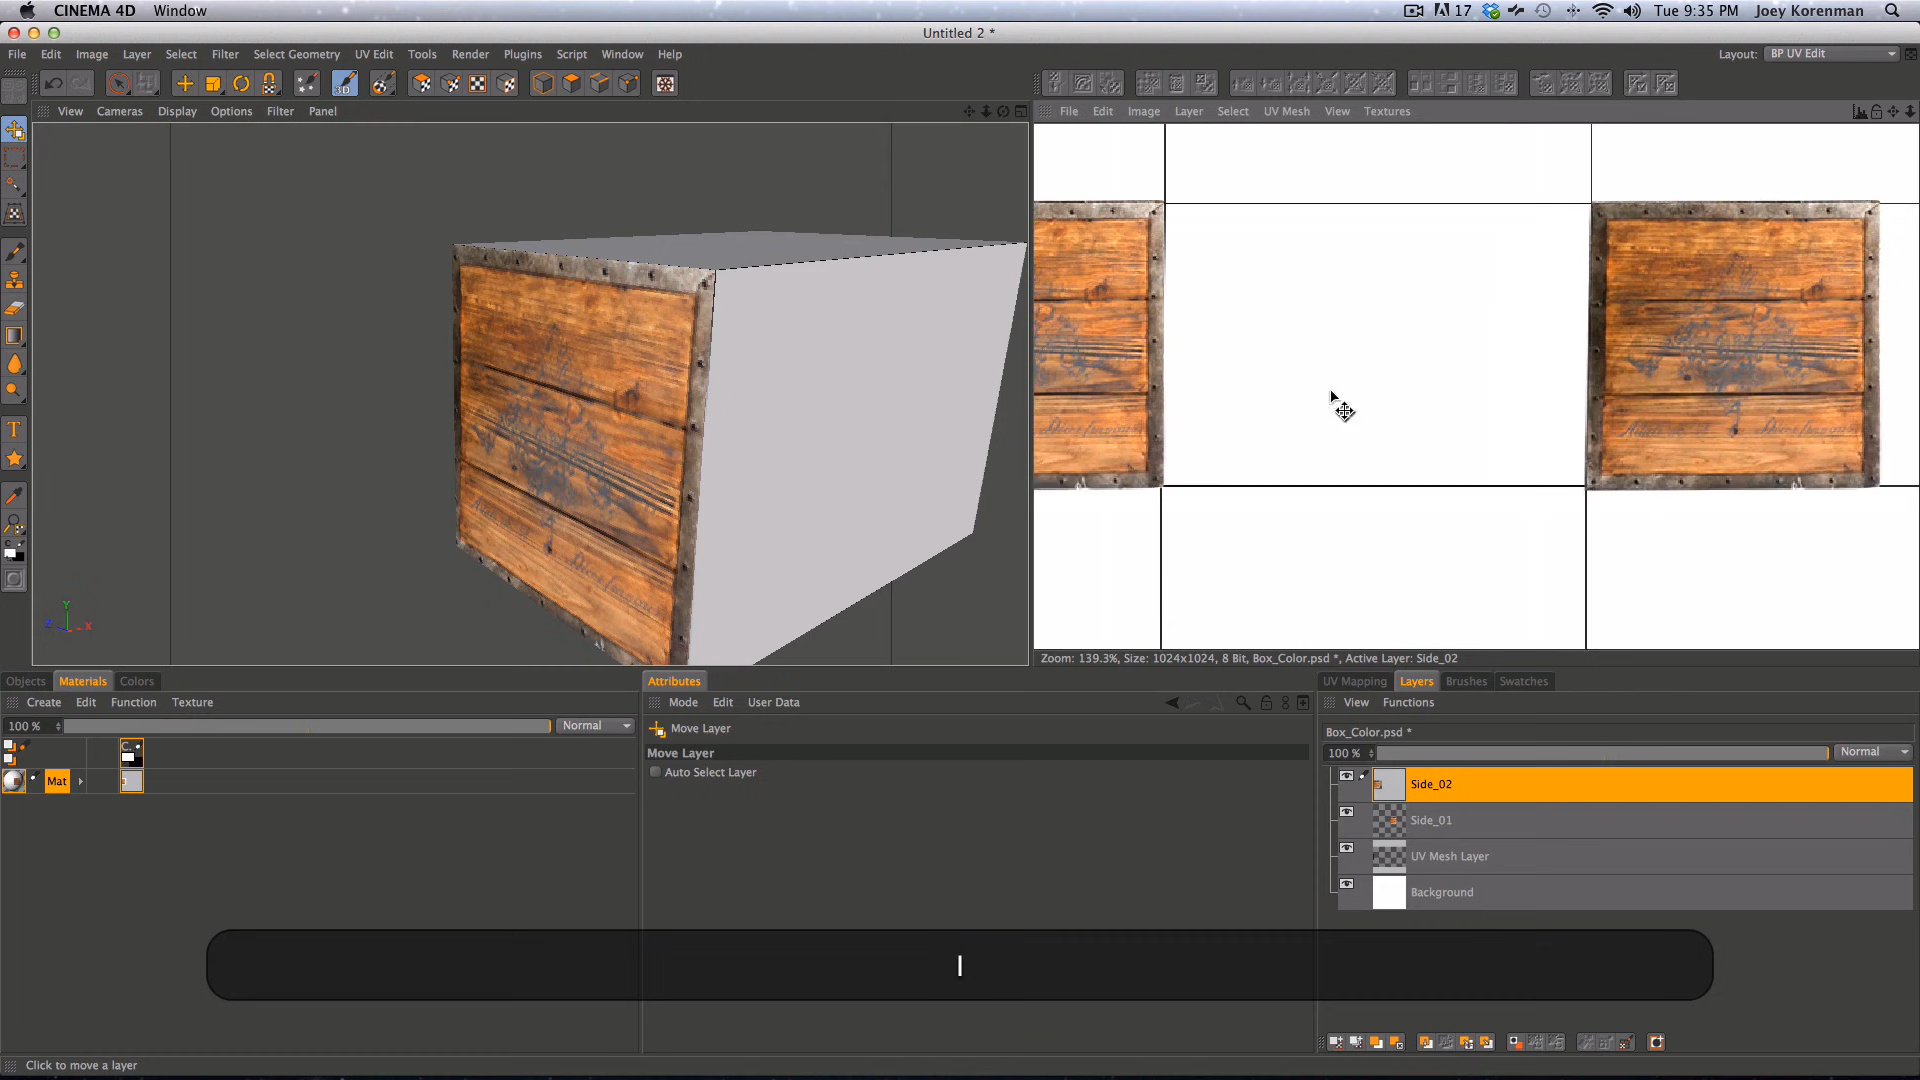 CINEMA 4D Window 17 Tue 9:35 PM Joey Korenman
Untitled 2 *
File Edit Image Layer Select Filter Select Geometry UV Edit Tools Render Plugins Script Window Help Layout: BP UV Edit
3D
View Cameras Display Options Filter Panel
File Edit Image Layer Select UV Mesh View Textures
Y
Z X
Zoom: 139.3%, Size: 1024x1024, 8 Bit, Box_Color.psd *, Active Layer: Side_02
Objects Materials Colors
Attributes
UV Mapping Layers Brushes Swatches
Create Edit Function Texture
Mode Edit User Data
View Functions
100 % Normal
Move Layer
Box_Color.psd *
Move Layer
100 % Normal
C
Auto Select Layer
Mat
Side_02
Side_01
UV Mesh Layer
Background
I
Click to move a layer